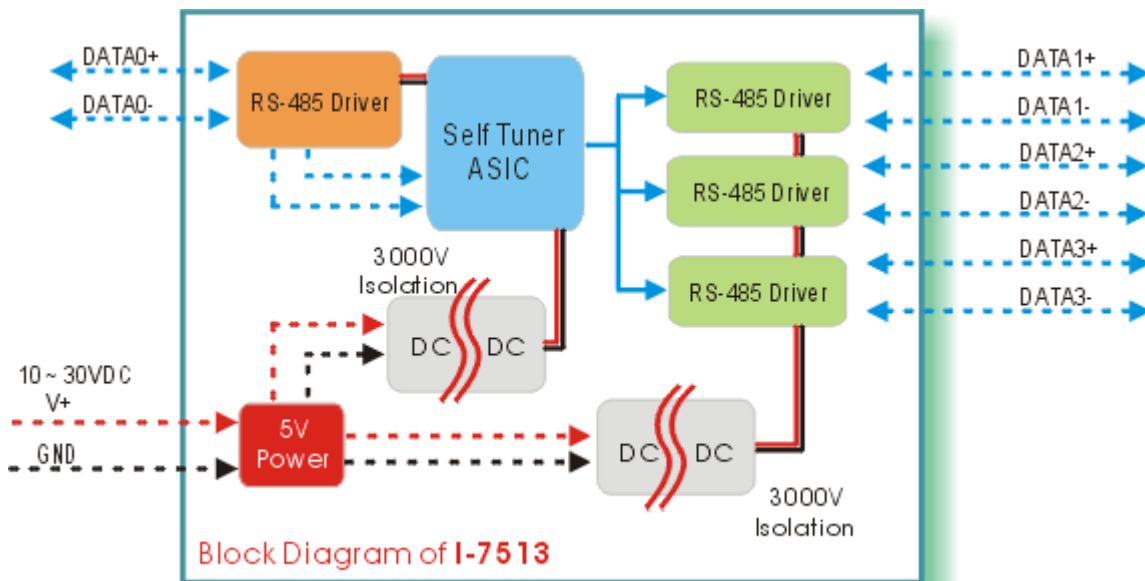 DATA0+
DATA0-
RS-485 Driver
Self Tuner
ASIC
RS-485 Driver
RS-485 Driver
RS-485 Driver
DATA1+
DATA1-
DATA2+
DATA2-
DATA3+
DATA3-
3000V
Isolation
DC DC
10~30VDC
V+
GND
5V
Power
DC DC
3000V
Isolation
Block Diagram of I-7513